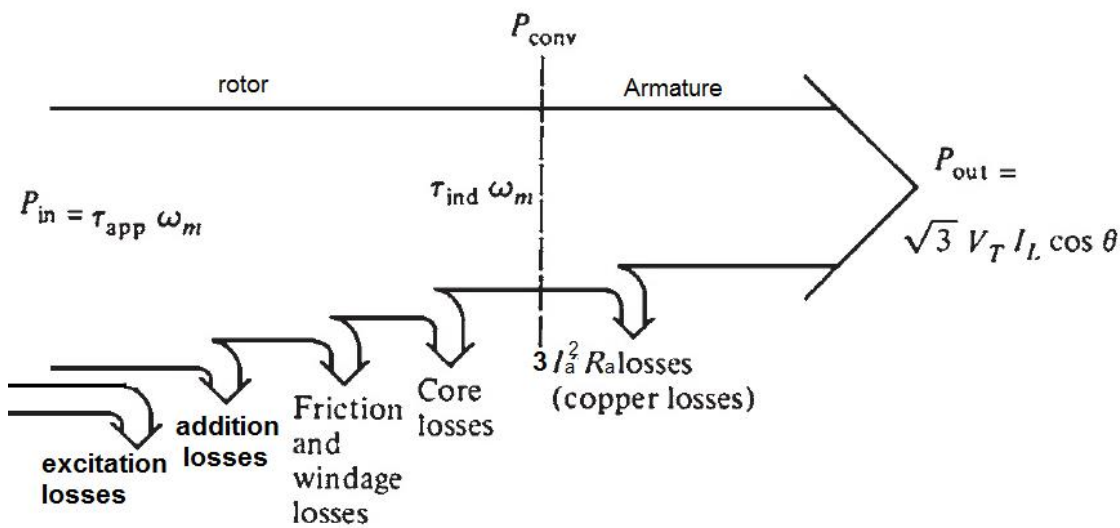 P_conv
rotor
Armature
P_in = τ_app ω_m
τ_ind ω_m
P_out =
√3 V_T I_L cos θ
3 I_a^2 R_a losses
(copper losses)
Core
losses
Friction
and
windage
losses
addition
losses
excitation
losses